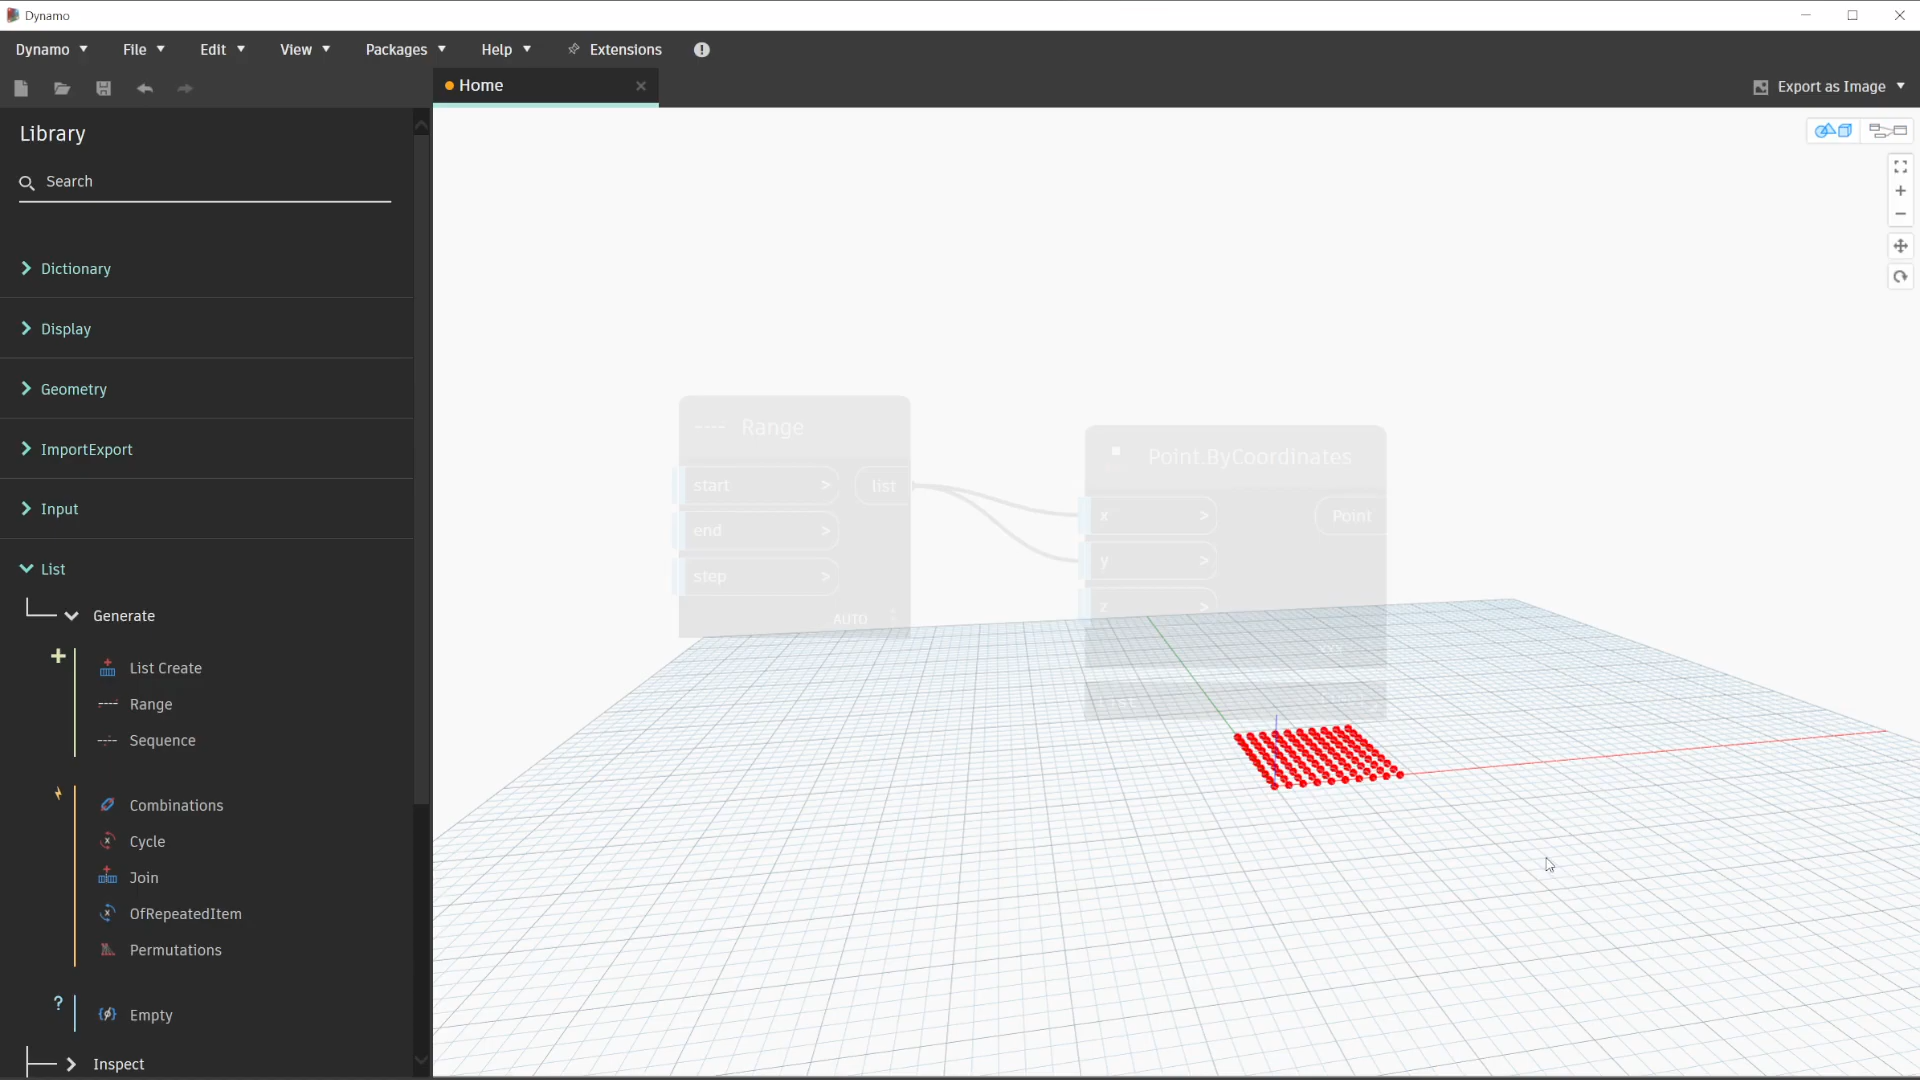 Dynamo
Dynamo File Edit View Packages Help Extensions
Home
Export as Image
Library
Search
Dictionary
Display
Geometry
ImportExport
Input
List
Generate
List Create
Range
Sequence
Combinations
Cycle
Join
OfRepeatedItem
Permutations
Empty
Inspect
Range
start > list
end >
step >
AUTO
Point.ByCoordinates
x > Point
y >
z >